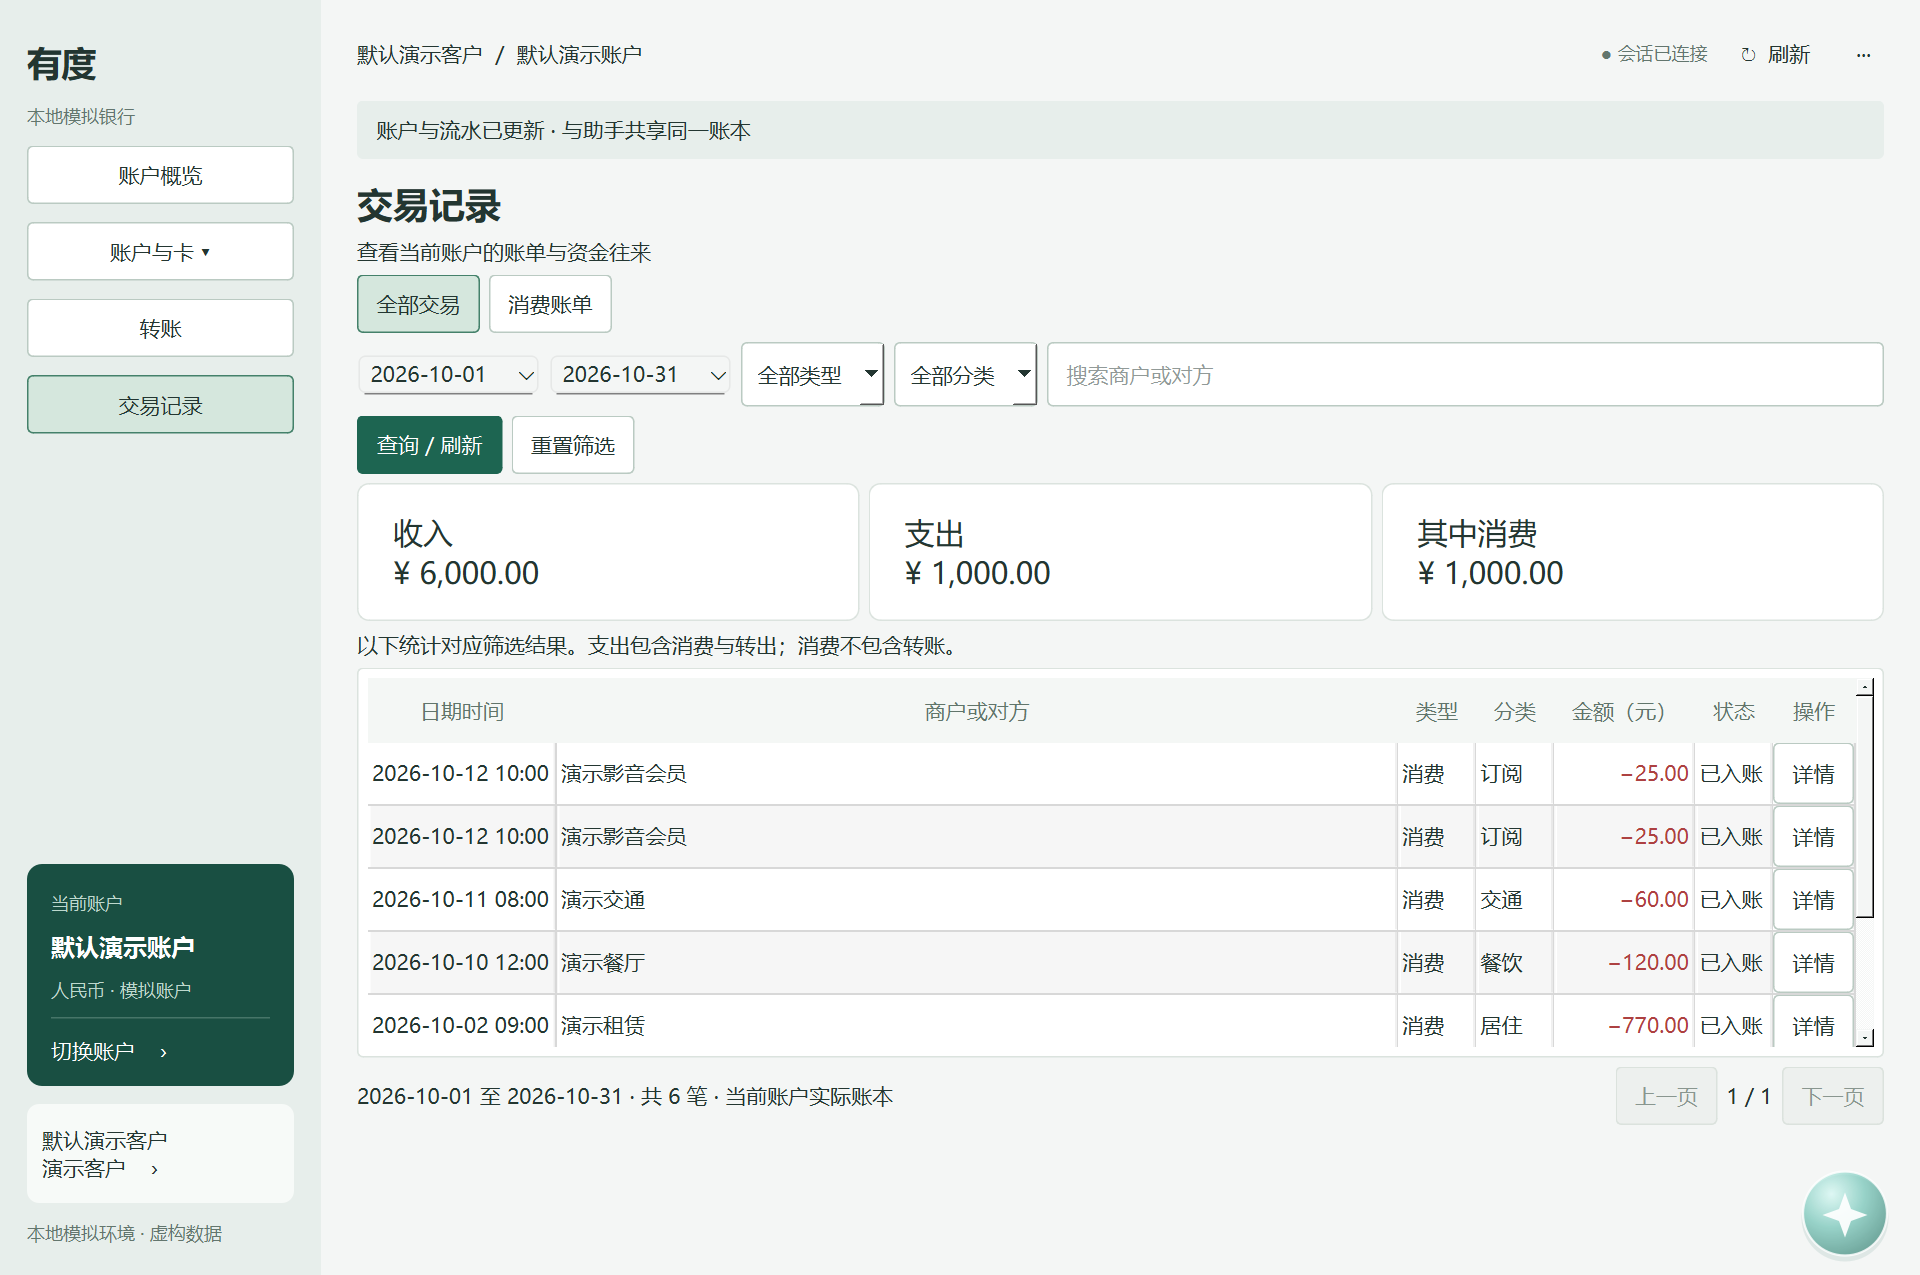 有度
本地模拟银行
账户概览
账户与卡 ▾
转账
交易记录
当前账户
默认演示账户
人民币 · 模拟账户
切换账户 ›
默认演示客户
演示客户 ›
本地模拟环境 · 虚构数据
默认演示客户 / 默认演示账户
● 会话已连接 ↻ 刷新 ···
账户与流水已更新 · 与助手共享同一账本
交易记录
查看当前账户的账单与资金往来
全部交易 消费账单
2026-10-01 2026-10-31 全部类型 全部分类 搜索商户或对方
查询 / 刷新 重置筛选
收入
¥ 6,000.00
支出
¥ 1,000.00
其中消费
¥ 1,000.00
以下统计对应筛选结果。支出包含消费与转出；消费不包含转账。
日期时间 商户或对方 类型 分类 金额（元） 状态 操作
2026-10-12 10:00 演示影音会员 消费 订阅 −25.00 已入账 详情
2026-10-12 10:00 演示影音会员 消费 订阅 −25.00 已入账 详情
2026-10-11 08:00 演示交通 消费 交通 −60.00 已入账 详情
2026-10-10 12:00 演示餐厅 消费 餐饮 −120.00 已入账 详情
2026-10-02 09:00 演示租赁 消费 居住 −770.00 已入账 详情
2026-10-01 至 2026-10-31 · 共 6 笔 · 当前账户实际账本
上一页 1 / 1 下一页